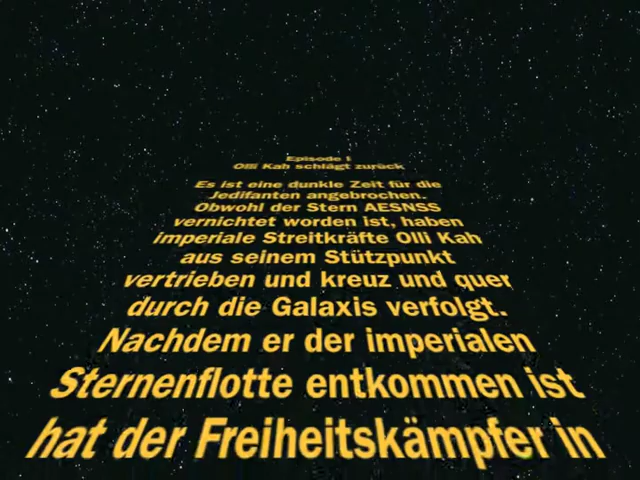 Episode I
Olli Kah schlägt zurück
Es ist eine dunkle Zeit für die
Jedifanten angebrochen.
Obwohl der Stern AESNSS
vernichtet worden ist, haben
imperiale Streitkräfte Olli Kah
aus seinem Stützpunkt
vertrieben und kreuz und quer
durch die Galaxis verfolgt.
Nachdem er der imperialen
Sternenflotte entkommen ist
hat der Freiheitskämpfer in